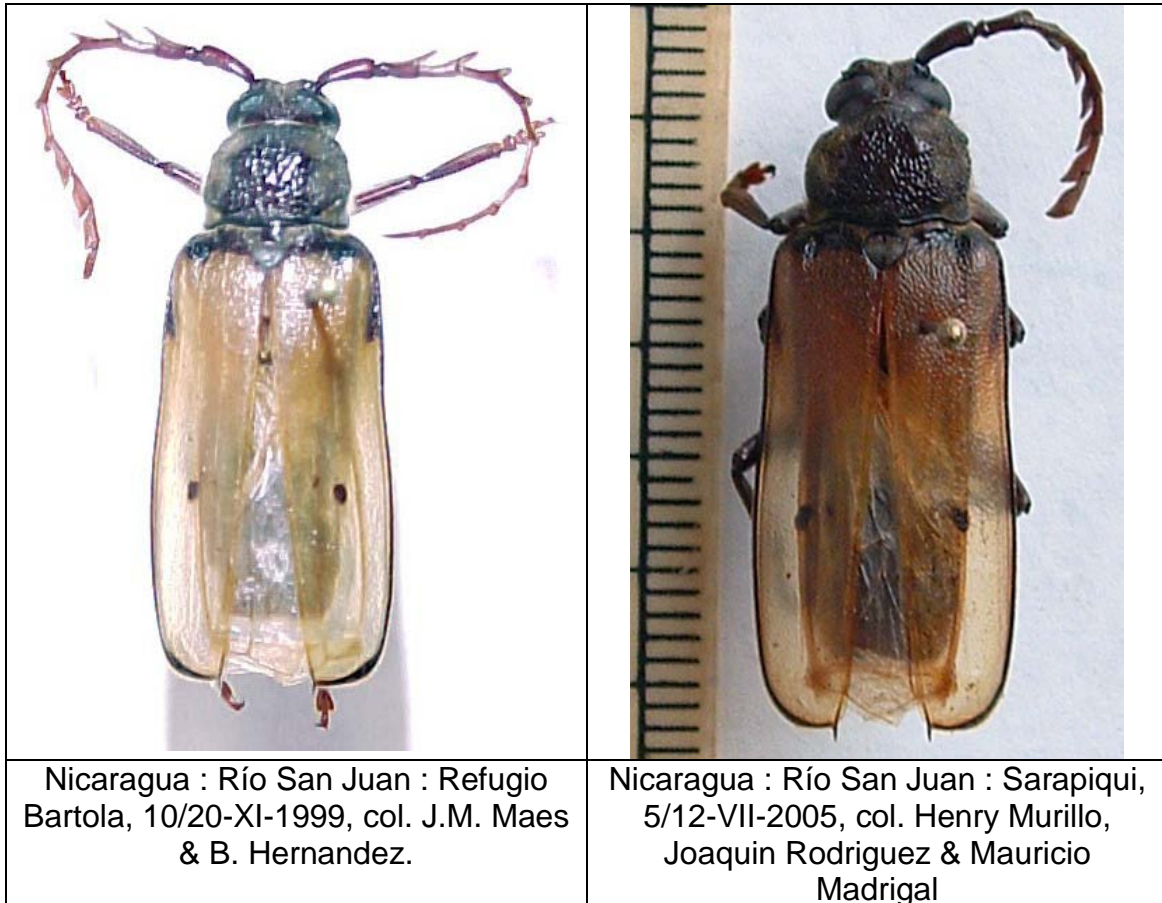 Nicaragua : Río San Juan : Refugio
Bartola, 10/20-XI-1999, col. J.M. Maes
& B. Hernandez.
Nicaragua : Río San Juan : Sarapiqui,
5/12-VII-2005, col. Henry Murillo,
Joaquin Rodriguez & Mauricio
Madrigal